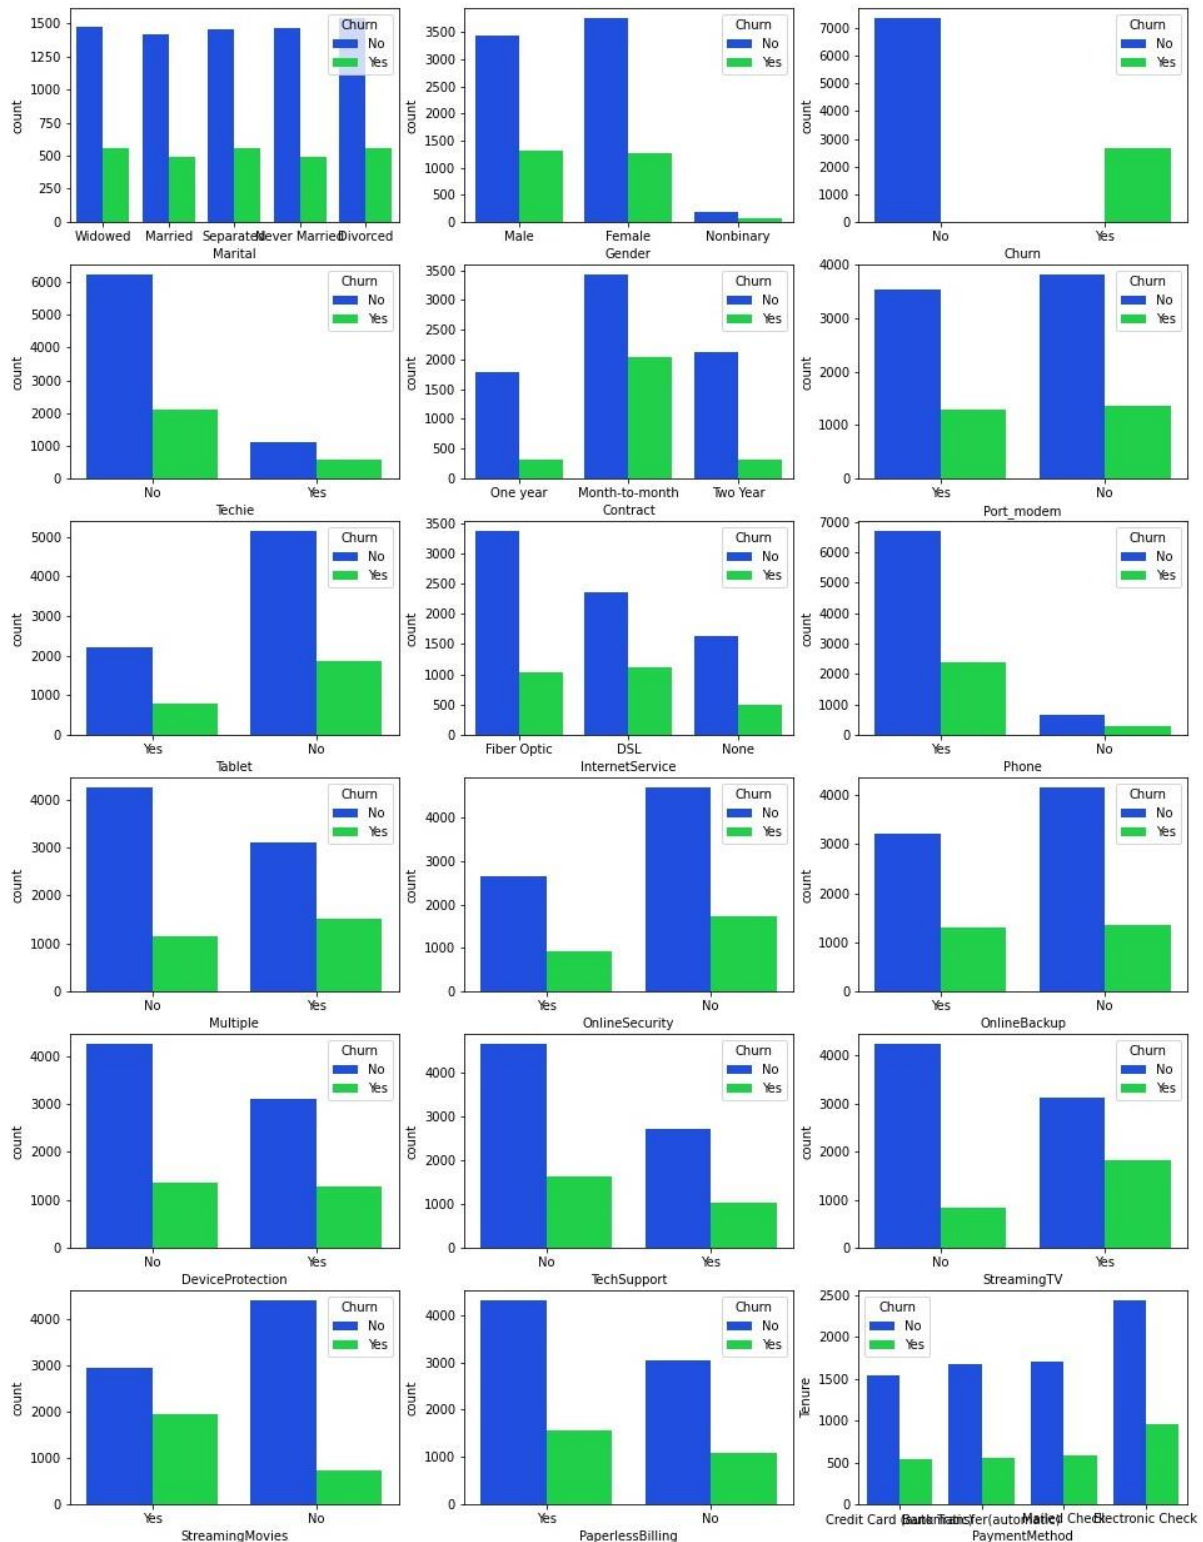 1500
1250
1000
750
500
250
0
count
Churn
No
Yes
Widowed Married Separated Never Married Divorced
Marital
3500
3000
2500
2000
1500
1000
500
0
count
Churn
No
Yes
Male Female Nonbinary
Gender
7000
6000
5000
4000
3000
2000
1000
0
count
Churn
No
Yes
No Yes
Churn
6000
5000
4000
3000
2000
1000
0
count
Churn
No
Yes
No Yes
Techie
3500
3000
2500
2000
1500
1000
500
0
count
Churn
No
Yes
One year Month-to-month Two Year
Contract
4000
3000
2000
1000
0
count
Churn
No
Yes
Yes No
Port_modem
5000
4000
3000
2000
1000
0
count
Churn
No
Yes
Yes No
Tablet
3500
3000
2500
2000
1500
1000
500
0
count
Churn
No
Yes
Fiber Optic DSL None
InternetService
7000
6000
5000
4000
3000
2000
1000
0
count
Churn
No
Yes
Yes No
Phone
4000
3000
2000
1000
0
count
Churn
No
Yes
No Yes
Multiple
4000
3000
2000
1000
0
count
Churn
No
Yes
Yes No
OnlineSecurity
4000
3000
2000
1000
0
count
Churn
No
Yes
Yes No
OnlineBackup
4000
3000
2000
1000
0
count
Churn
No
Yes
No Yes
DeviceProtection
4000
3000
2000
1000
0
count
Churn
No
Yes
No Yes
TechSupport
4000
3000
2000
1000
0
count
Churn
No
Yes
No Yes
StreamingTV
4000
3000
2000
1000
0
count
Churn
No
Yes
Yes No
StreamingMovies
4000
3000
2000
1000
0
count
Churn
No
Yes
Yes No
PaperlessBilling
2500
2000
1500
1000
500
0
Tenure
Churn
No
Yes
Credit Card Bank Transfer(automatic) Mailed Check Electronic Check
PaymentMethod